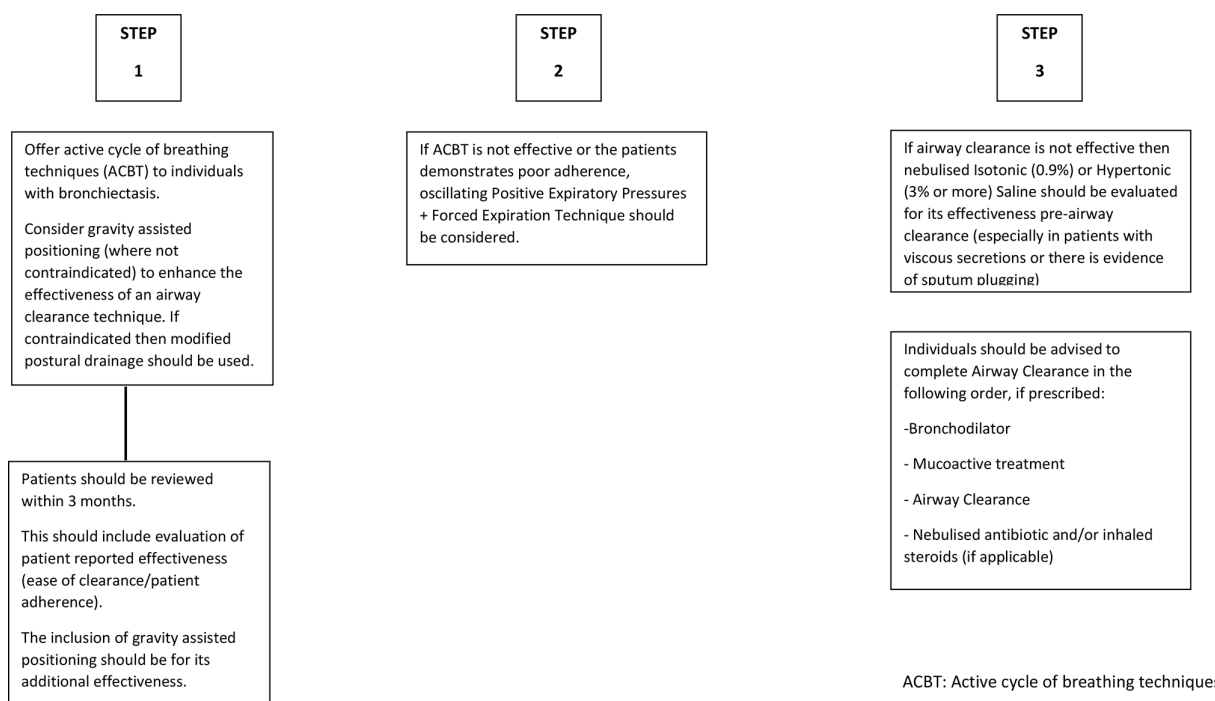 STEP
1
Offer active cycle of breathing
techniques (ACBT) to individuals
with bronchiectasis.
Consider gravity assisted
positioning (where not
contraindicated) to enhance the
effectiveness of an airway
clearance technique. If
contraindicated then modified
postural drainage should be used.
Patients should be reviewed
within 3 months.
This should include evaluation of
patient reported effectiveness
(ease of clearance/patient
adherence).
The inclusion of gravity assisted
positioning should be for its
additional effectiveness.
STEP
2
If ACBT is not effective or the patients
demonstrates poor adherence,
oscillating Positive Expiratory Pressures
+ Forced Expiration Technique should
be considered.
STEP
3
If airway clearance is not effective then
nebulised Isotonic (0.9%) or Hypertonic
(3% or more) Saline should be evaluated
for its effectiveness pre-airway
clearance (especially in patients with
viscous secretions or there is evidence
of sputum plugging)
Individuals should be advised to
complete Airway Clearance in the
following order, if prescribed:
-Bronchodilator
- Mucoactive treatment
- Airway Clearance
- Nebulised antibiotic and/or inhaled
steroids (if applicable)
ACBT: Active cycle of breathing techniques